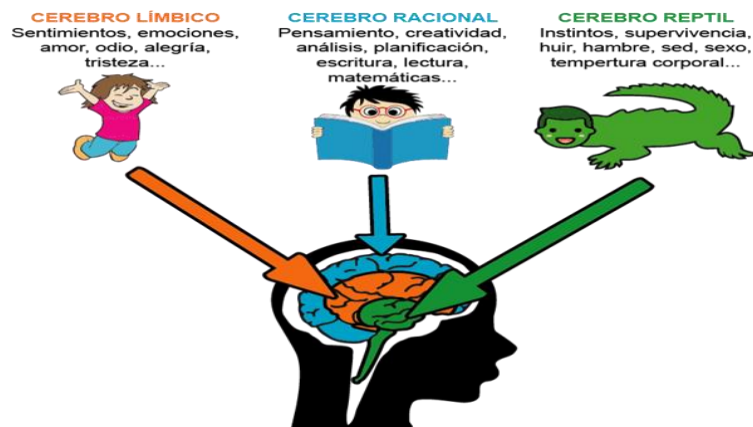 CEREBRO LÍMBICO
Sentimientos, emociones,
amor, odio, alegría,
tristeza...
CEREBRO RACIONAL
Pensamiento, creatividad,
análisis, planificación,
escritura, lectura,
matemáticas...
CEREBRO REPTIL
Instintos, supervivencia,
huir, hambre, sed, sexo,
tempertura corporal...